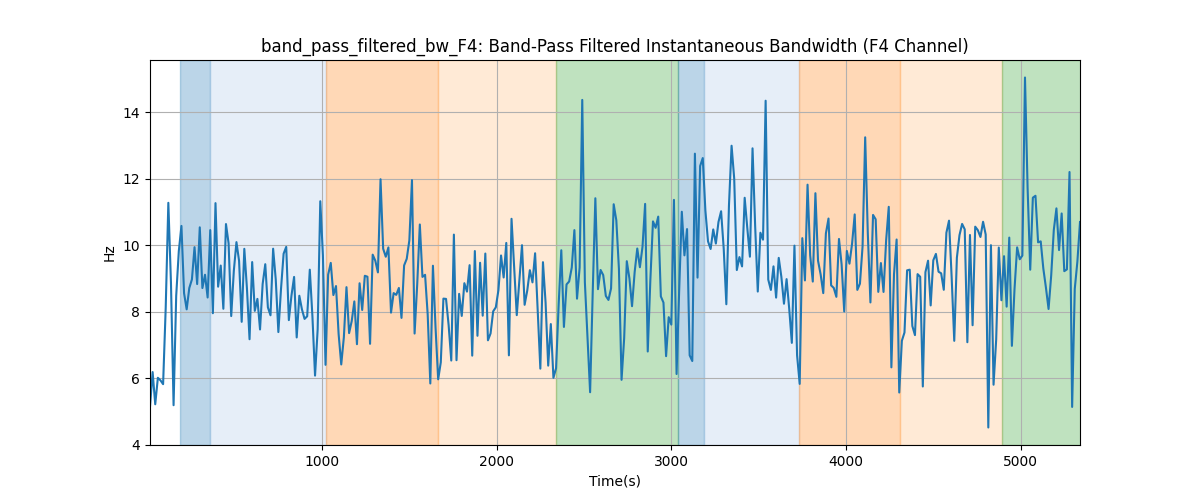 band_pass_filtered_bw_F4: Band-Pass Filtered Instantaneous Bandwidth (F4 Channel)
Hz
14
12
10
8
6
4
1000 2000 3000 4000 5000
Time(s)